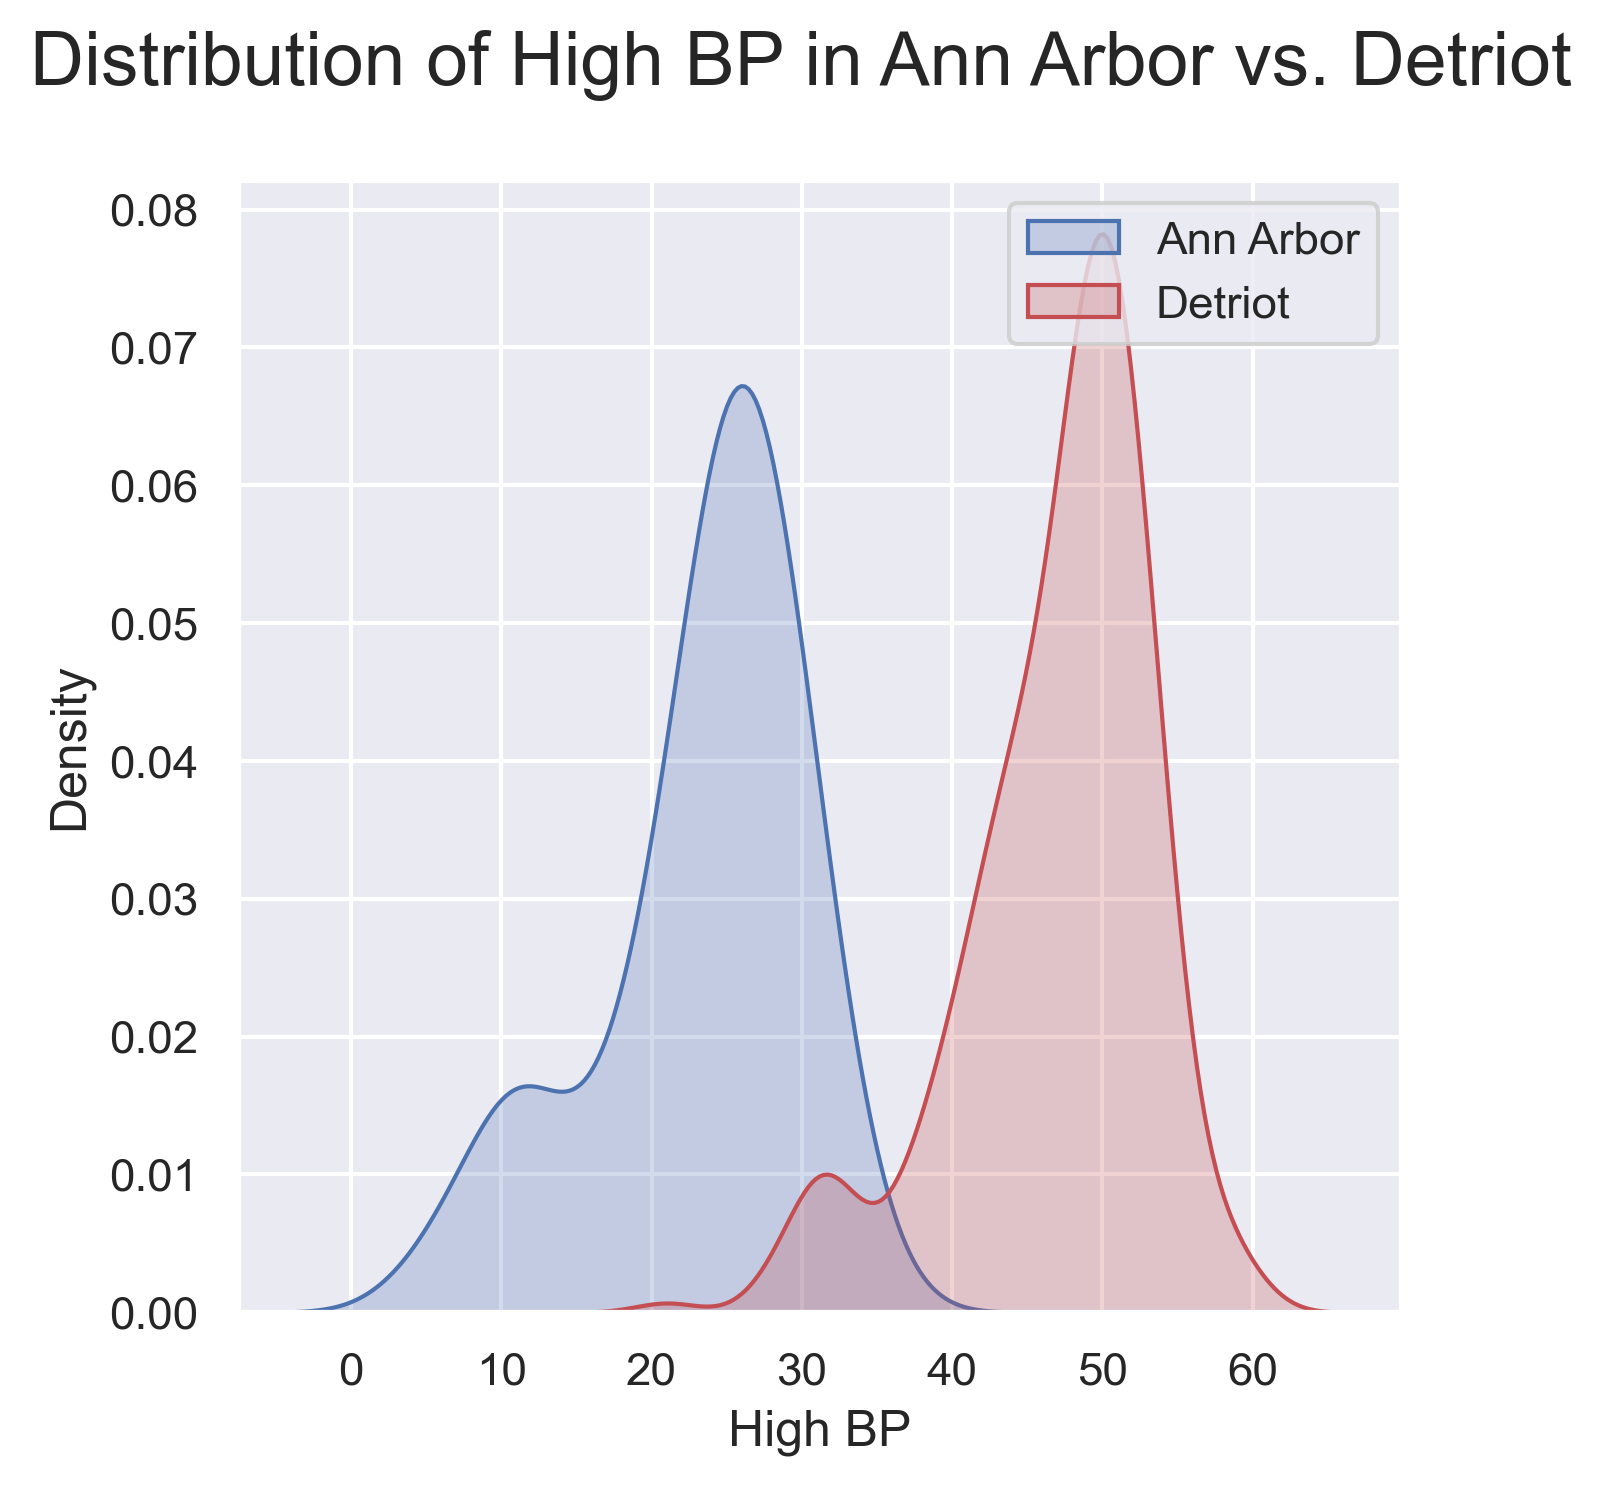 Distribution of High BP in Ann Arbor vs. Detriot
0.08
0.07
0.06
0.05
0.04
0.03
0.02
0.01
0.00
Density
Ann Arbor
Detriot
0 10 20 30 40 50 60
High BP